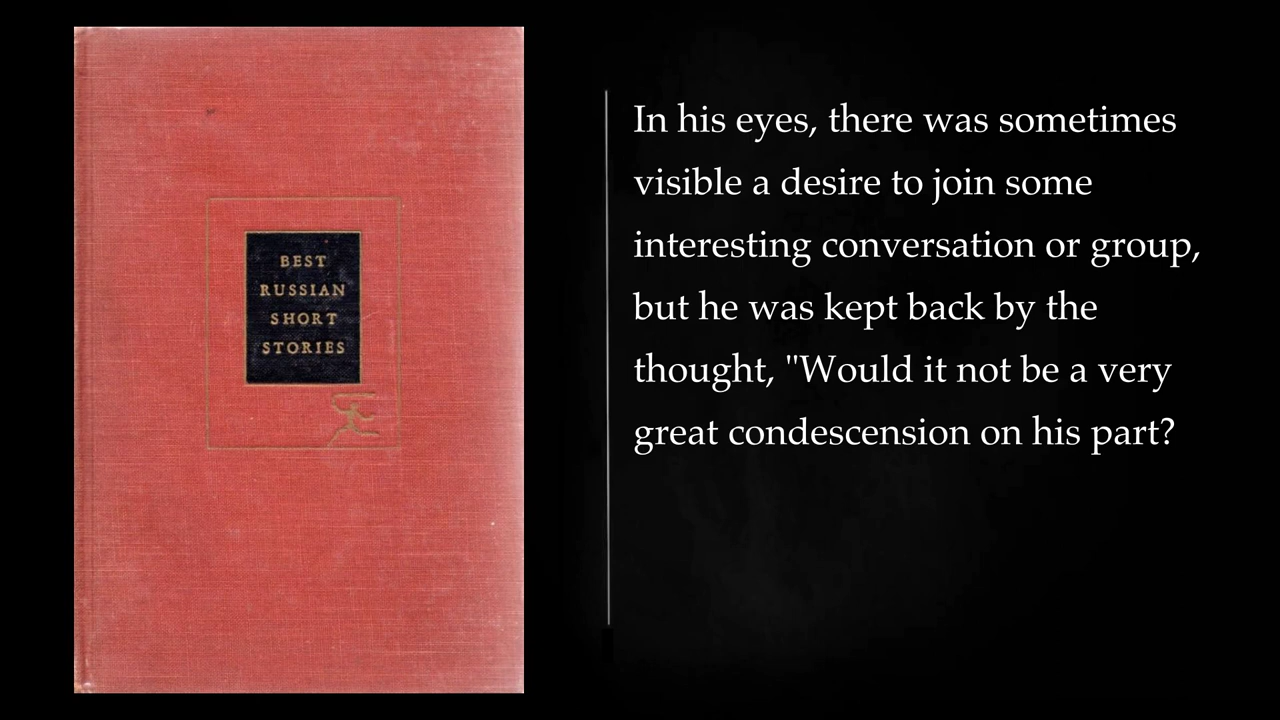 BEST
RUSSIAN
SHORT
STORIES
In his eyes, there was sometimes
visible a desire to join some
interesting conversation or group,
but he was kept back by the
thought, "Would it not be a very
great condescension on his part?